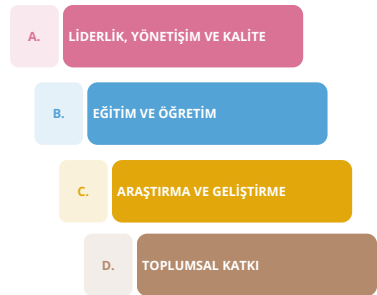 A. LİDERLİK, YÖNETİŞİM VE KALİTE
B. EĞİTİM VE ÖĞRETİM
C. ARAŞTIRMA VE GELİŞTİRME
D. TOPLUMSAL KATKI